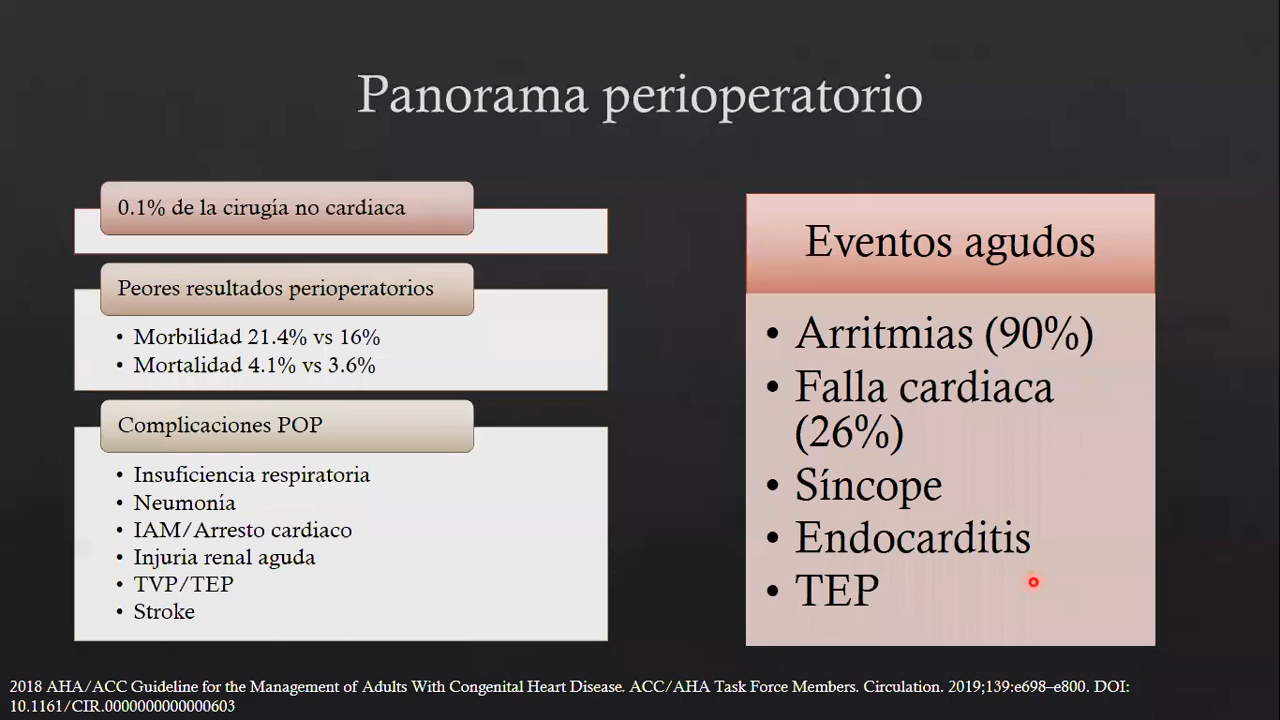 Panorama perioperatorio
0.1% de la cirugía no cardiaca
Peores resultados perioperatorios
• Morbilidad 21.4% vs 16%
• Mortalidad 4.1% vs 3.6%
Complicaciones POP
• Insuficiencia respiratoria
• Neumonía
• IAM/Arresto cardiaco
• Injuria renal aguda
• TVP/TEP
• Stroke
Eventos agudos
• Arritmias (90%)
• Falla cardiaca
(26%)
• Síncope
• Endocarditis
• TEP
2018 AHA/ACC Guideline for the Management of Adults With Congenital Heart Disease. ACC/AHA Task Force Members. Circulation. 2019;139:e698–e800. DOI:
10.1161/CIR.0000000000000603